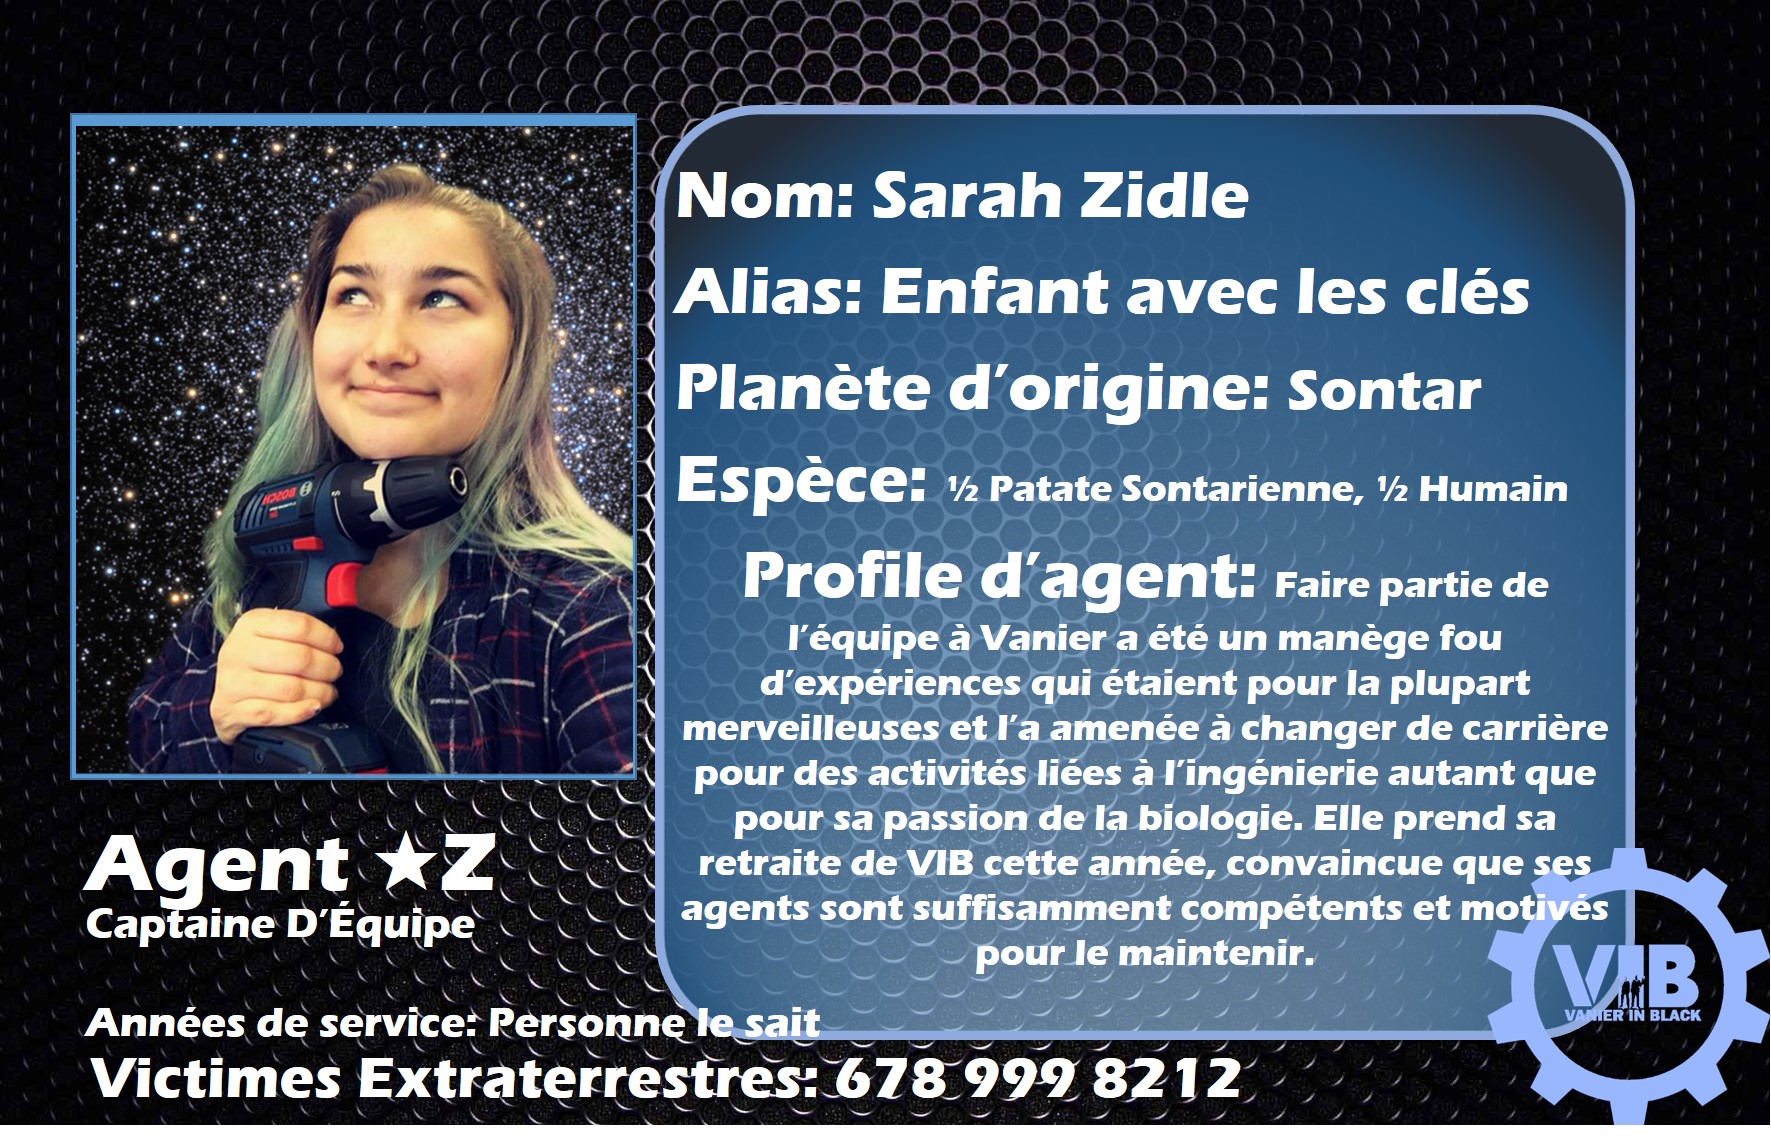 Nom: Sarah Zidle
Alias: Enfant avec les clés
Planète d'origine: Sontar
Espèce: ½ Patate Sontarienne, ½ Humain
Profile d'agent: Faire partie de
l'équipe à Vanier a été un manège fou
d'expériences qui étaient pour la plupart
merveilleuses et l'a amenée à changer de carrière
pour des activités liées à l'ingénierie autant que
pour sa passion de la biologie. Elle prend sa
retraite de VIB cette année, convaincue que ses
agents sont suffisamment compétents et motivés
pour le maintenir.
BOSCH
Agent ★Z
Captaine D'Équipe
Années de service: Personne le sait
Victimes Extraterrestres: 678 999 8212
VIB
VANIER IN BLACK